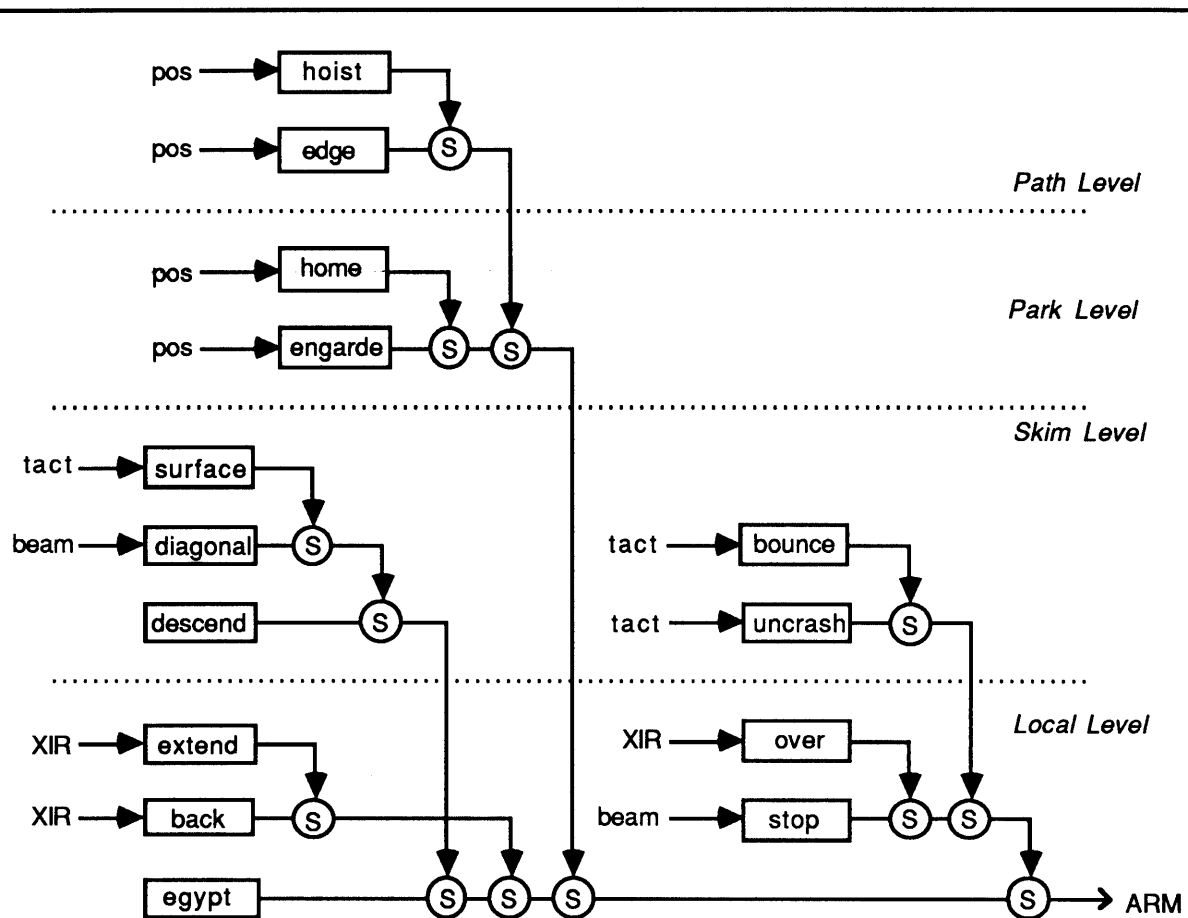 pos hoist
S
pos edge
Path Level
pos home
Park Level
pos engarde S S
Skim Level
tact surface
beam diagonal S
tact bounce
descend S
tact uncrash S
Local Level
XIR extend
XIR over
XIR back S
beam stop S S
egypt S S S S ARM